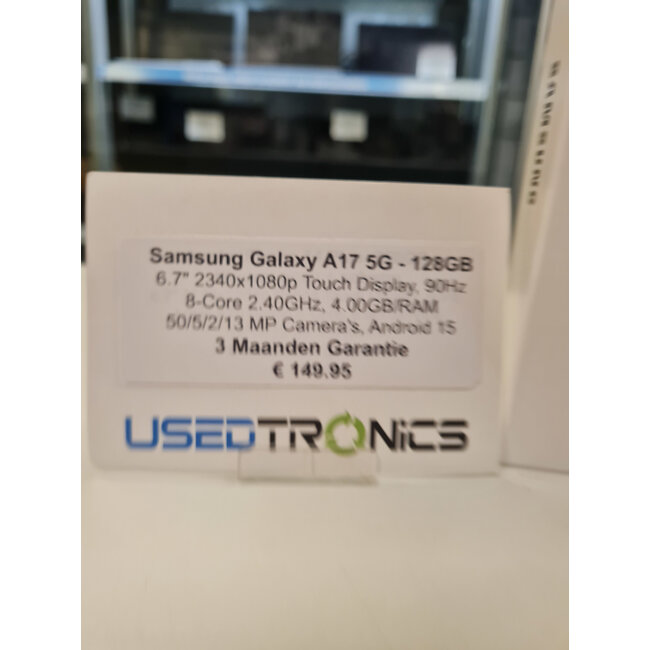 Samsung Galaxy A17 5G - 128GB
6.7" 2340x1080p Touch Display, 90Hz
8-Core 2.40GHz, 4.00GB/RAM
50/5/2/13 MP Camera's, Android 15
3 Maanden Garantie
€ 149.95
USEDTRONiCS